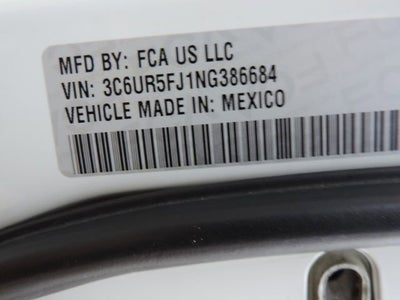 MFD BY: FCA US LLC
VIN: 3C6UR5FJ1NG386684
VEHICLE MADE IN: MEXICO